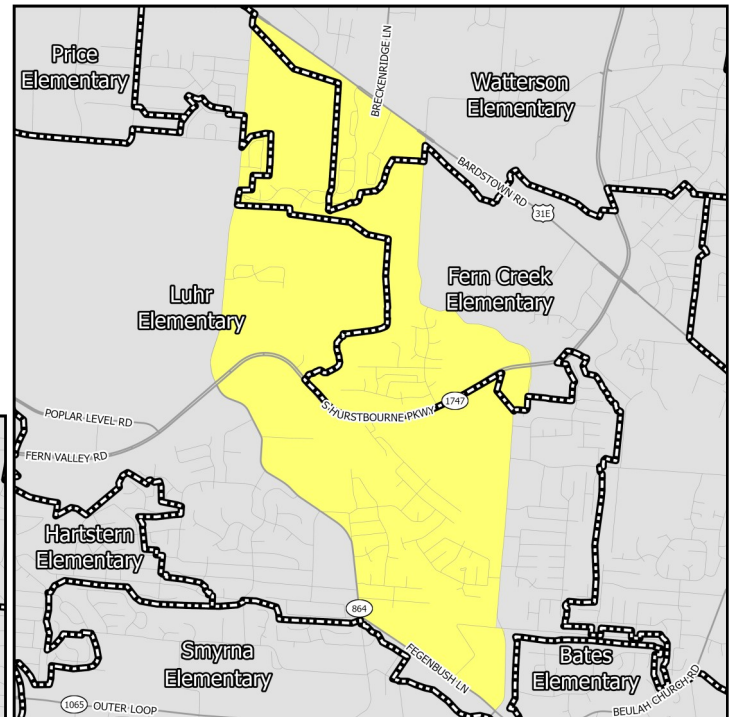 Price
Elementary
BRECKENRIDGE LN
Watterson
Elementary
BARDSTOWN RD
31E
Luhr
Elementary
Fern Creek
Elementary
S HURSTBOURNE PKWY
1747
POPLAR LEVEL RD
FERN VALLEY RD
Hartstern
Elementary
864
Smyrna
Elementary
FEGENBUSH LN
Bates
Elementary
1065
OUTER LOOP
BEULAH CHURCH RD